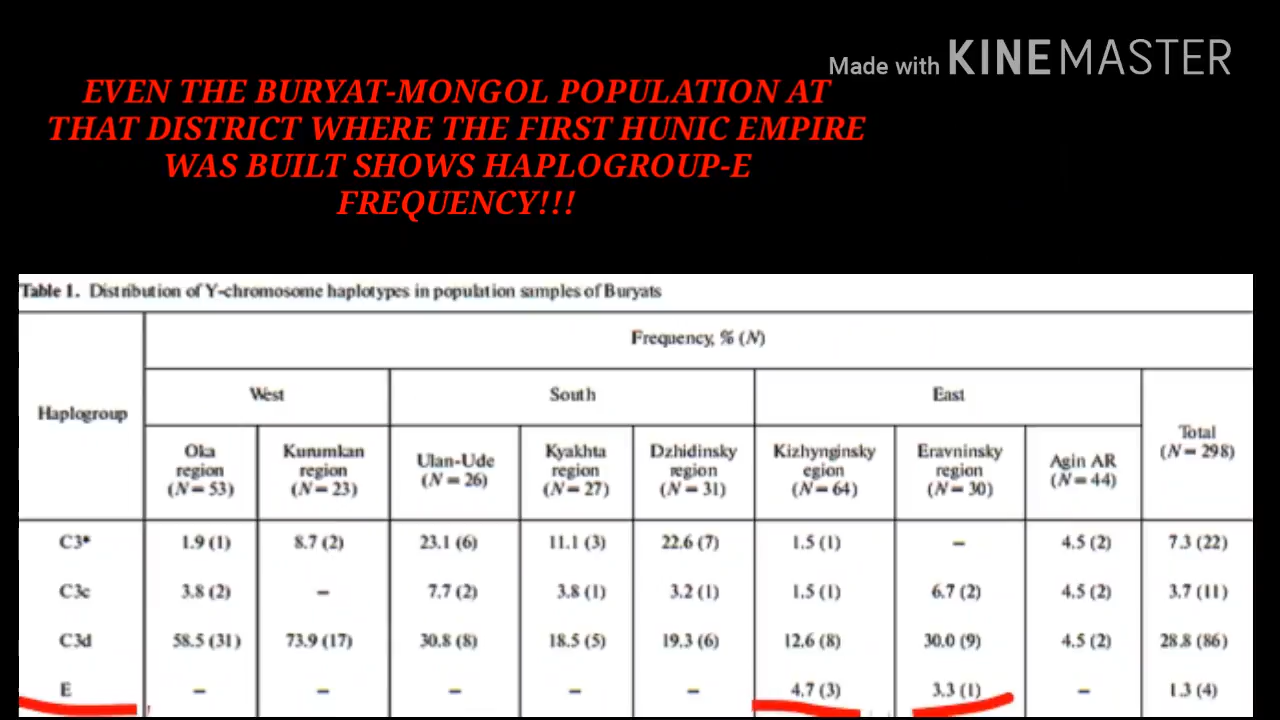 Made with KINEMASTER
EVEN THE BURYAT-MONGOL POPULATION AT
THAT DISTRICT WHERE THE FIRST HUNIC EMPIRE
WAS BUILT SHOWS HAPLOGROUP-E
FREQUENCY!!!
Table 1. Distribution of Y-chromosome haplotypes in population samples of Buryats
Haplogroup
Frequency, % (N)
West South East Total (N = 298)
Oka region (N = 53) Kurumkan region (N = 23) Ulan-Ude (N = 26) Kyakhta region (N = 27) Dzhidinsky region (N = 31) Kizhynginsky egion (N = 64) Eravninsky region (N = 30) Agin AR (N = 44)
C3* 1.9 (1) 8.7 (2) 23.1 (6) 11.1 (3) 22.6 (7) 1.5 (1) – 4.5 (2) 7.3 (22)
C3c 3.8 (2) – 7.7 (2) 3.8 (1) 3.2 (1) 1.5 (1) 6.7 (2) 4.5 (2) 3.7 (11)
C3d 58.5 (31) 73.9 (17) 30.8 (8) 18.5 (5) 19.3 (6) 12.6 (8) 30.0 (9) 4.5 (2) 28.8 (86)
E – – – – – 4.7 (3) 3.3 (1) – 1.3 (4)